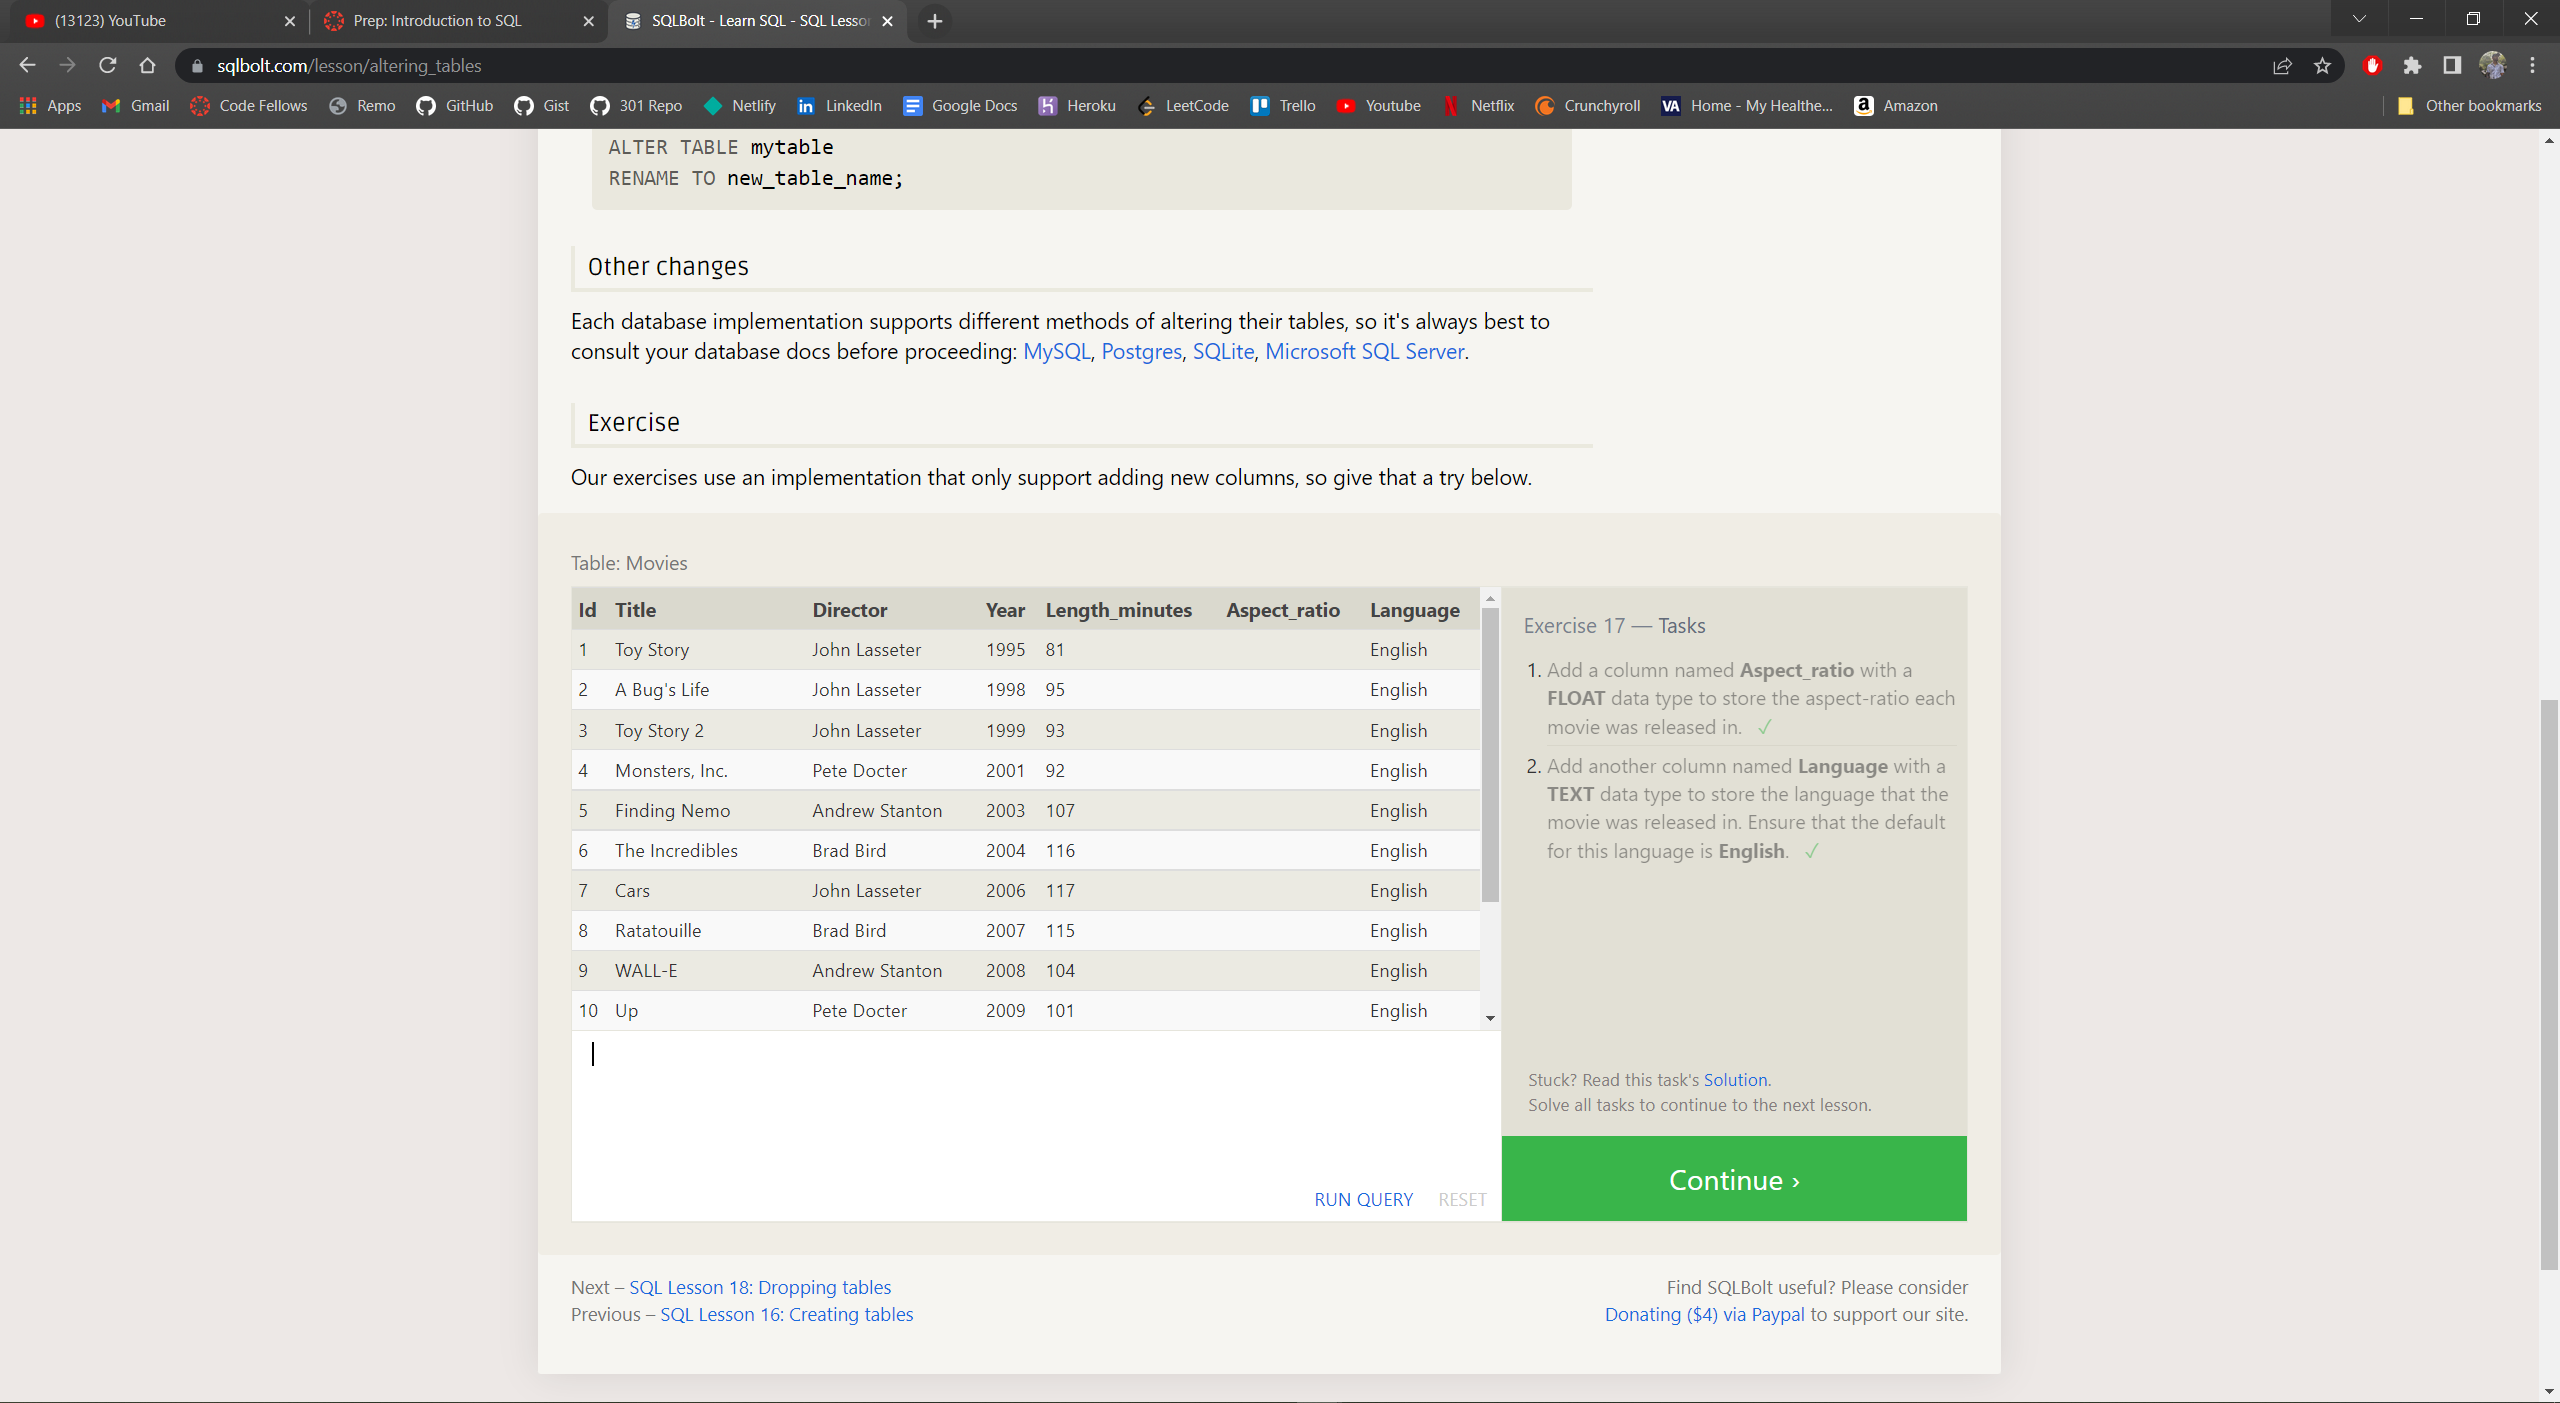 (13123) YouTube
Prep: Introduction to SQL
SQLBolt - Learn SQL - SQL Lesso
sqlbolt.com/lesson/altering_tables
Apps Gmail Code Fellows Remo GitHub Gist 301 Repo Netlify LinkedIn Google Docs Heroku LeetCode Trello Youtube Netflix Crunchyroll VA Home - My Healthe... Amazon Other bookmarks
ALTER TABLE mytable
RENAME TO new_table_name;
Other changes
Each database implementation supports different methods of altering their tables, so it's always best to
consult your database docs before proceeding: MySQL, Postgres, SQLite, Microsoft SQL Server.
Exercise
Our exercises use an implementation that only support adding new columns, so give that a try below.
Table: Movies
Id Title Director Year Length_minutes Aspect_ratio Language
1 Toy Story John Lasseter 1995 81 English
2 A Bug's Life John Lasseter 1998 95 English
3 Toy Story 2 John Lasseter 1999 93 English
4 Monsters, Inc. Pete Docter 2001 92 English
5 Finding Nemo Andrew Stanton 2003 107 English
6 The Incredibles Brad Bird 2004 116 English
7 Cars John Lasseter 2006 117 English
8 Ratatouille Brad Bird 2007 115 English
9 WALL-E Andrew Stanton 2008 104 English
10 Up Pete Docter 2009 101 English
RUN QUERY RESET
Exercise 17 — Tasks
1. Add a column named Aspect_ratio with a
FLOAT data type to store the aspect-ratio each
movie was released in. ✓
2. Add another column named Language with a
TEXT data type to store the language that the
movie was released in. Ensure that the default
for this language is English. ✓
Stuck? Read this task's Solution.
Solve all tasks to continue to the next lesson.
Continue ›
Next – SQL Lesson 18: Dropping tables
Previous – SQL Lesson 16: Creating tables
Find SQLBolt useful? Please consider
Donating ($4) via Paypal to support our site.